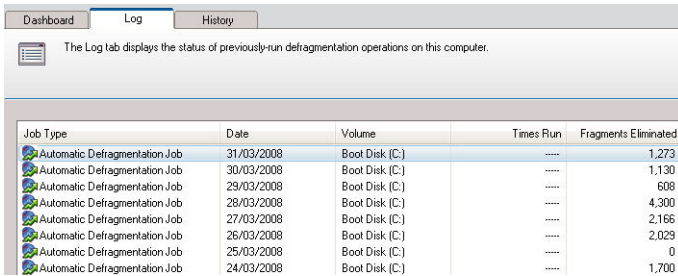 Dashboard Log History
The Log tab displays the status of previously-run defragmentation operations on this computer.
Job Type Date Volume Times Run Fragments Eliminated
Automatic Defragmentation Job 31/03/2008 Boot Disk (C:) ----- 1,273
Automatic Defragmentation Job 30/03/2008 Boot Disk (C:) ----- 1,130
Automatic Defragmentation Job 29/03/2008 Boot Disk (C:) ----- 608
Automatic Defragmentation Job 28/03/2008 Boot Disk (C:) ----- 4,300
Automatic Defragmentation Job 27/03/2008 Boot Disk (C:) ----- 2,166
Automatic Defragmentation Job 26/03/2008 Boot Disk (C:) ----- 2,029
Automatic Defragmentation Job 25/03/2008 Boot Disk (C:) ----- 0
Automatic Defragmentation Job 24/03/2008 Boot Disk (C:) ----- 1,700